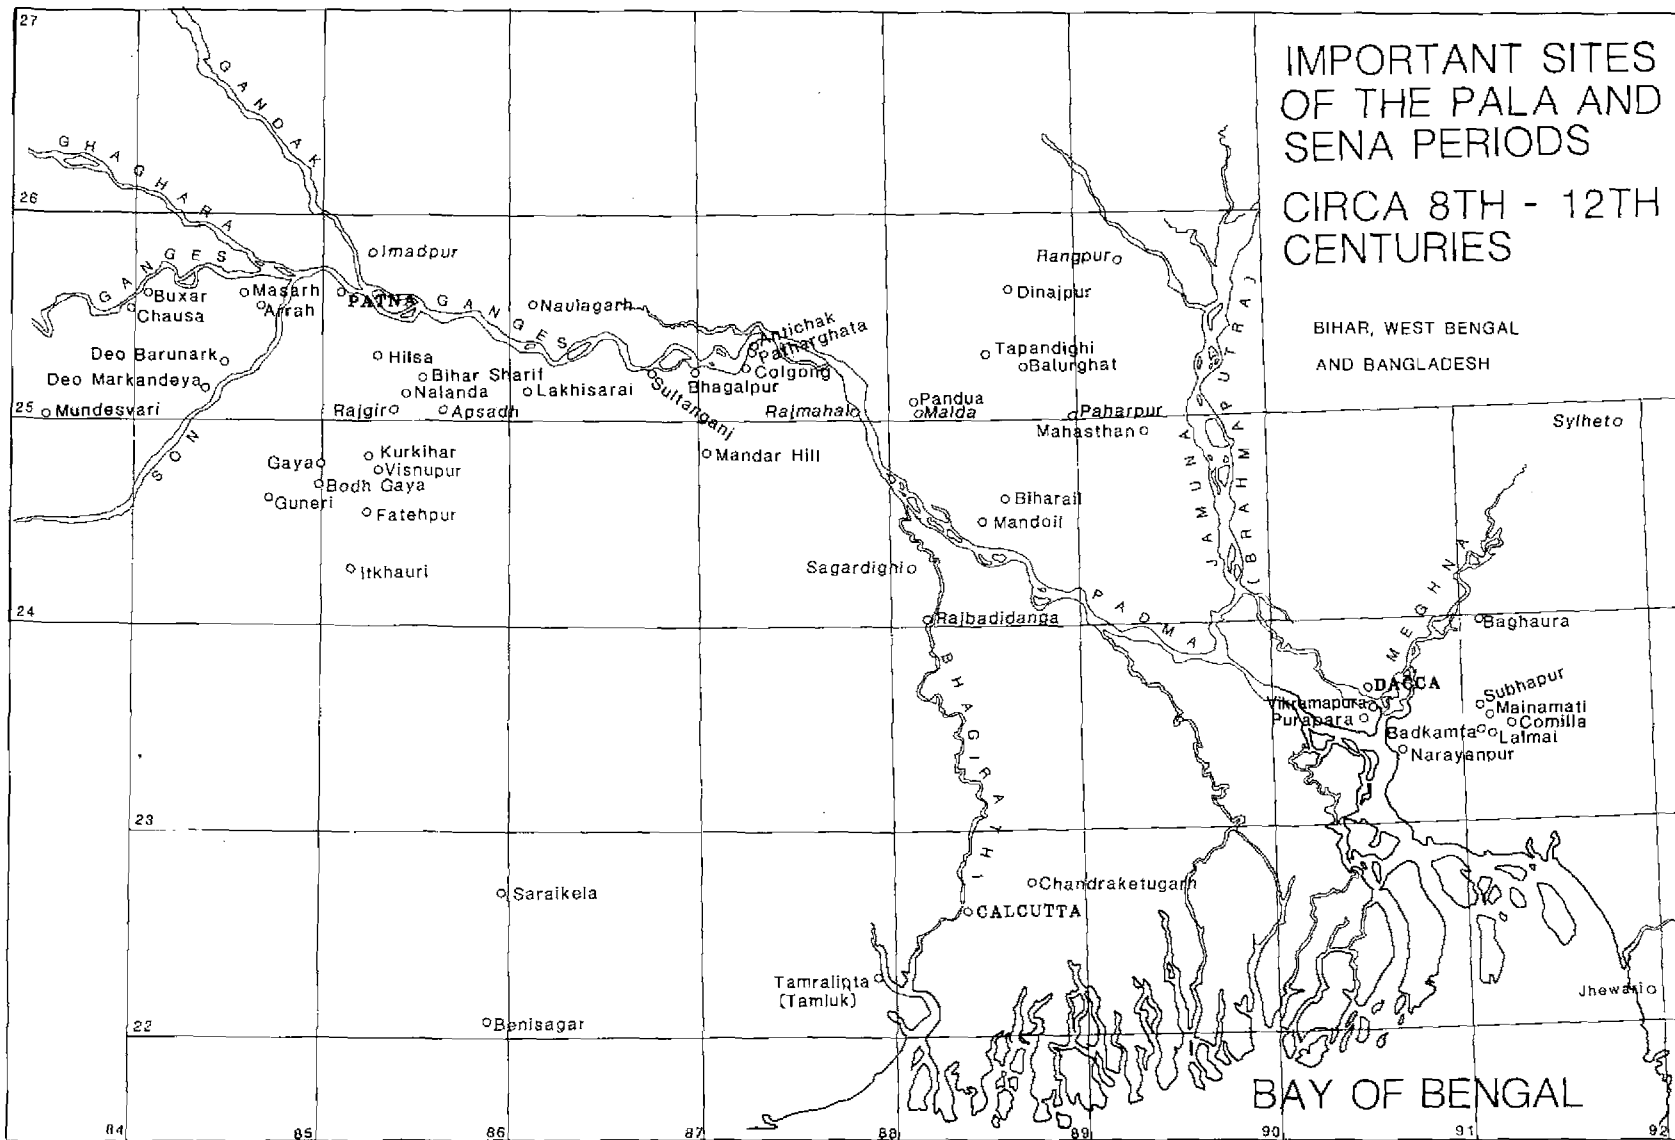 IMPORTANT SITES
OF THE PALA AND
SENA PERIODS
CIRCA 8TH - 12TH
CENTURIES
BIHAR, WEST BENGAL
AND BANGLADESH
27
26
25
24
23
22
84
85
86
87
88
89
90
91
92
GANDAK
GHAGHARA
GANGES
GANGES
SON
BHAGIRATHI
PADMA
JAMUNA
(BRAHMAPUTRA)
MEGHNA
Imadpur
Buxar
Chausa
Masarh
Arrah
PATNA
Naulagarh
Antichak
Patharghata
Colgong
Deo Barunark
Deo Markandeya
Mundesvari
Hilsa
Bihar Sharif
Nalanda
Lakhisarai
Rajgir
Apsadh
Sultanganj
Bhagalpur
Rajmahal
Mandar Hill
Gaya
Kurkihar
Visnupur
Bodh Gaya
Guneri
Fatehpur
Itkhauri
Rangpur
Dinajpur
Tapandighi
Balurghat
Pandua
Malda
Paharpur
Mahasthan
Sylhet
Biharail
Mandoil
Sagardighi
Rajbadidanga
Baghaura
DACCA
Vikramapura
Purapara
Subhapur
Mainamati
Comilla
Badkamta
Lalmai
Narayanpur
Saraikela
Chandraketugarh
CALCUTTA
Tamralipta
(Tamluk)
Benisagar
Jhewari
BAY OF BENGAL